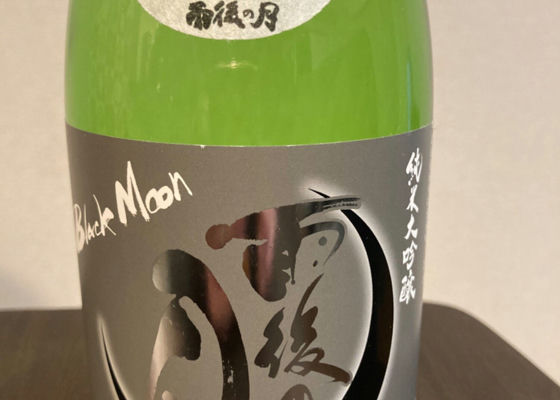 雨後の月
Black Moon
純米大吟醸
雨後の
月